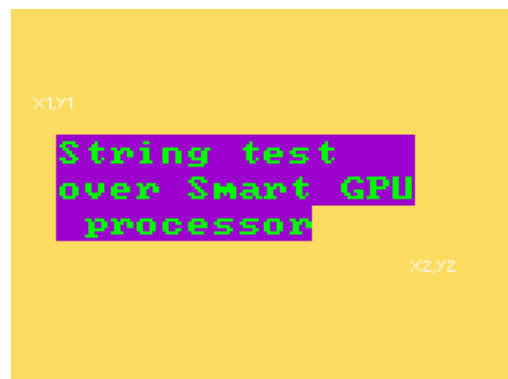 X1,Y1
String test
over Smart GPU
processor
X2,Y2